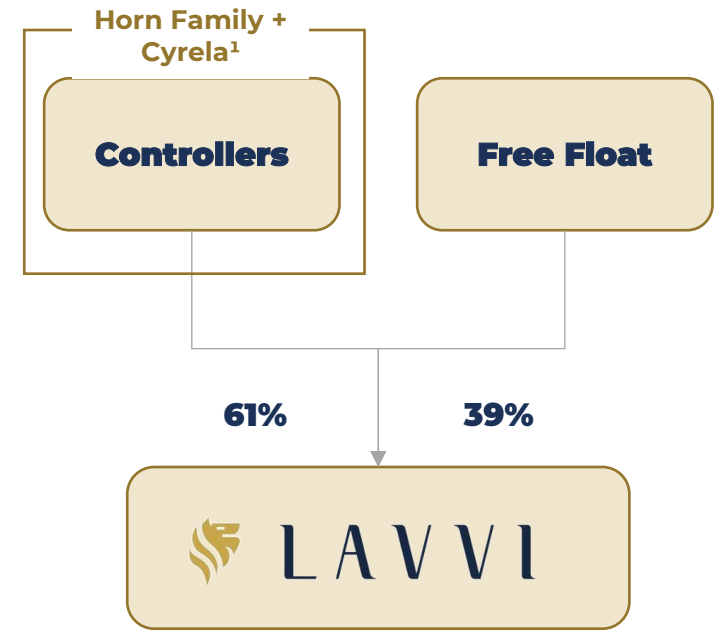 Horn Family +
Cyrela¹
Controllers
Free Float
61%
39%
LAVVI